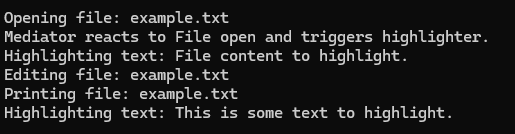 Opening file: example.txt
Mediator reacts to File open and triggers highlighter.
Highlighting text: File content to highlight.
Editing file: example.txt
Printing file: example.txt
Highlighting text: This is some text to highlight.